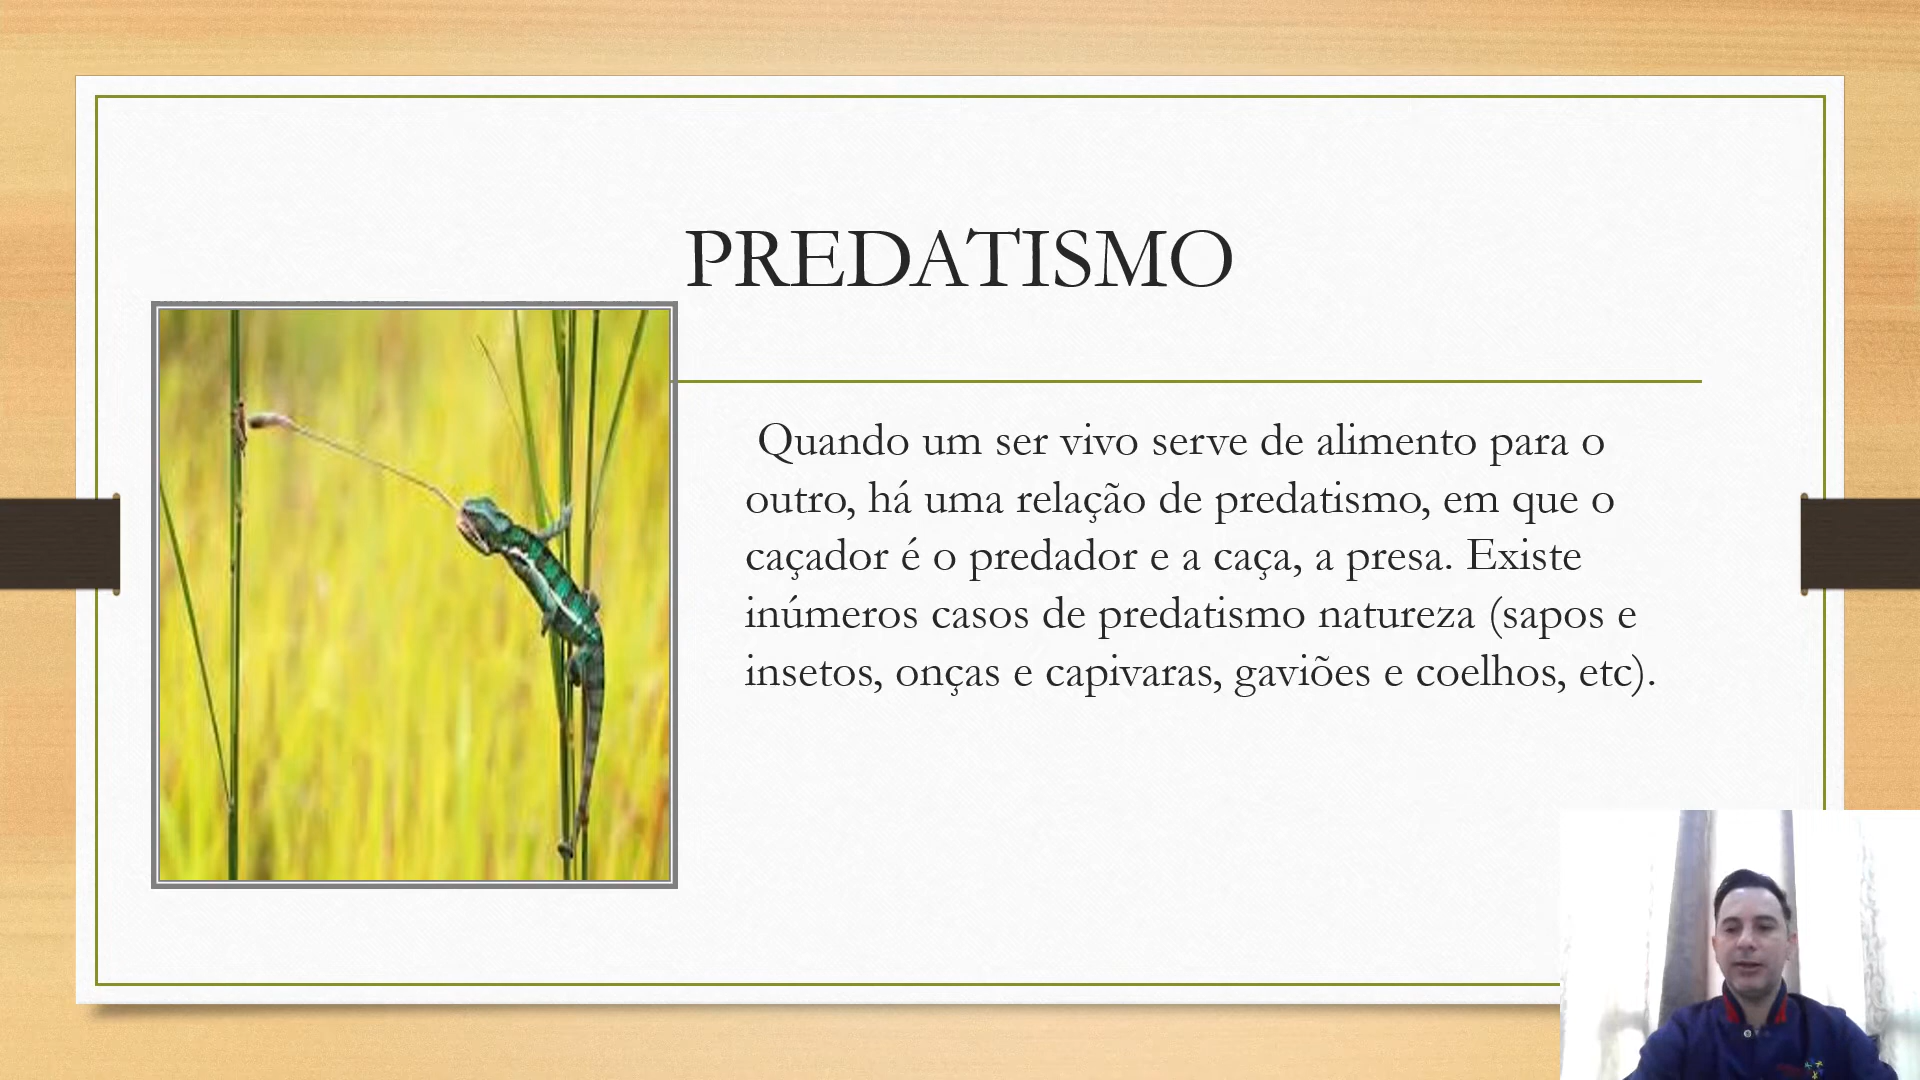 PREDATISMO
Quando um ser vivo serve de alimento para o
outro, há uma relação de predatismo, em que o
caçador é o predador e a caça, a presa. Existe
inúmeros casos de predatismo natureza (sapos e
insetos, onças e capivaras, gaviões e coelhos, etc).